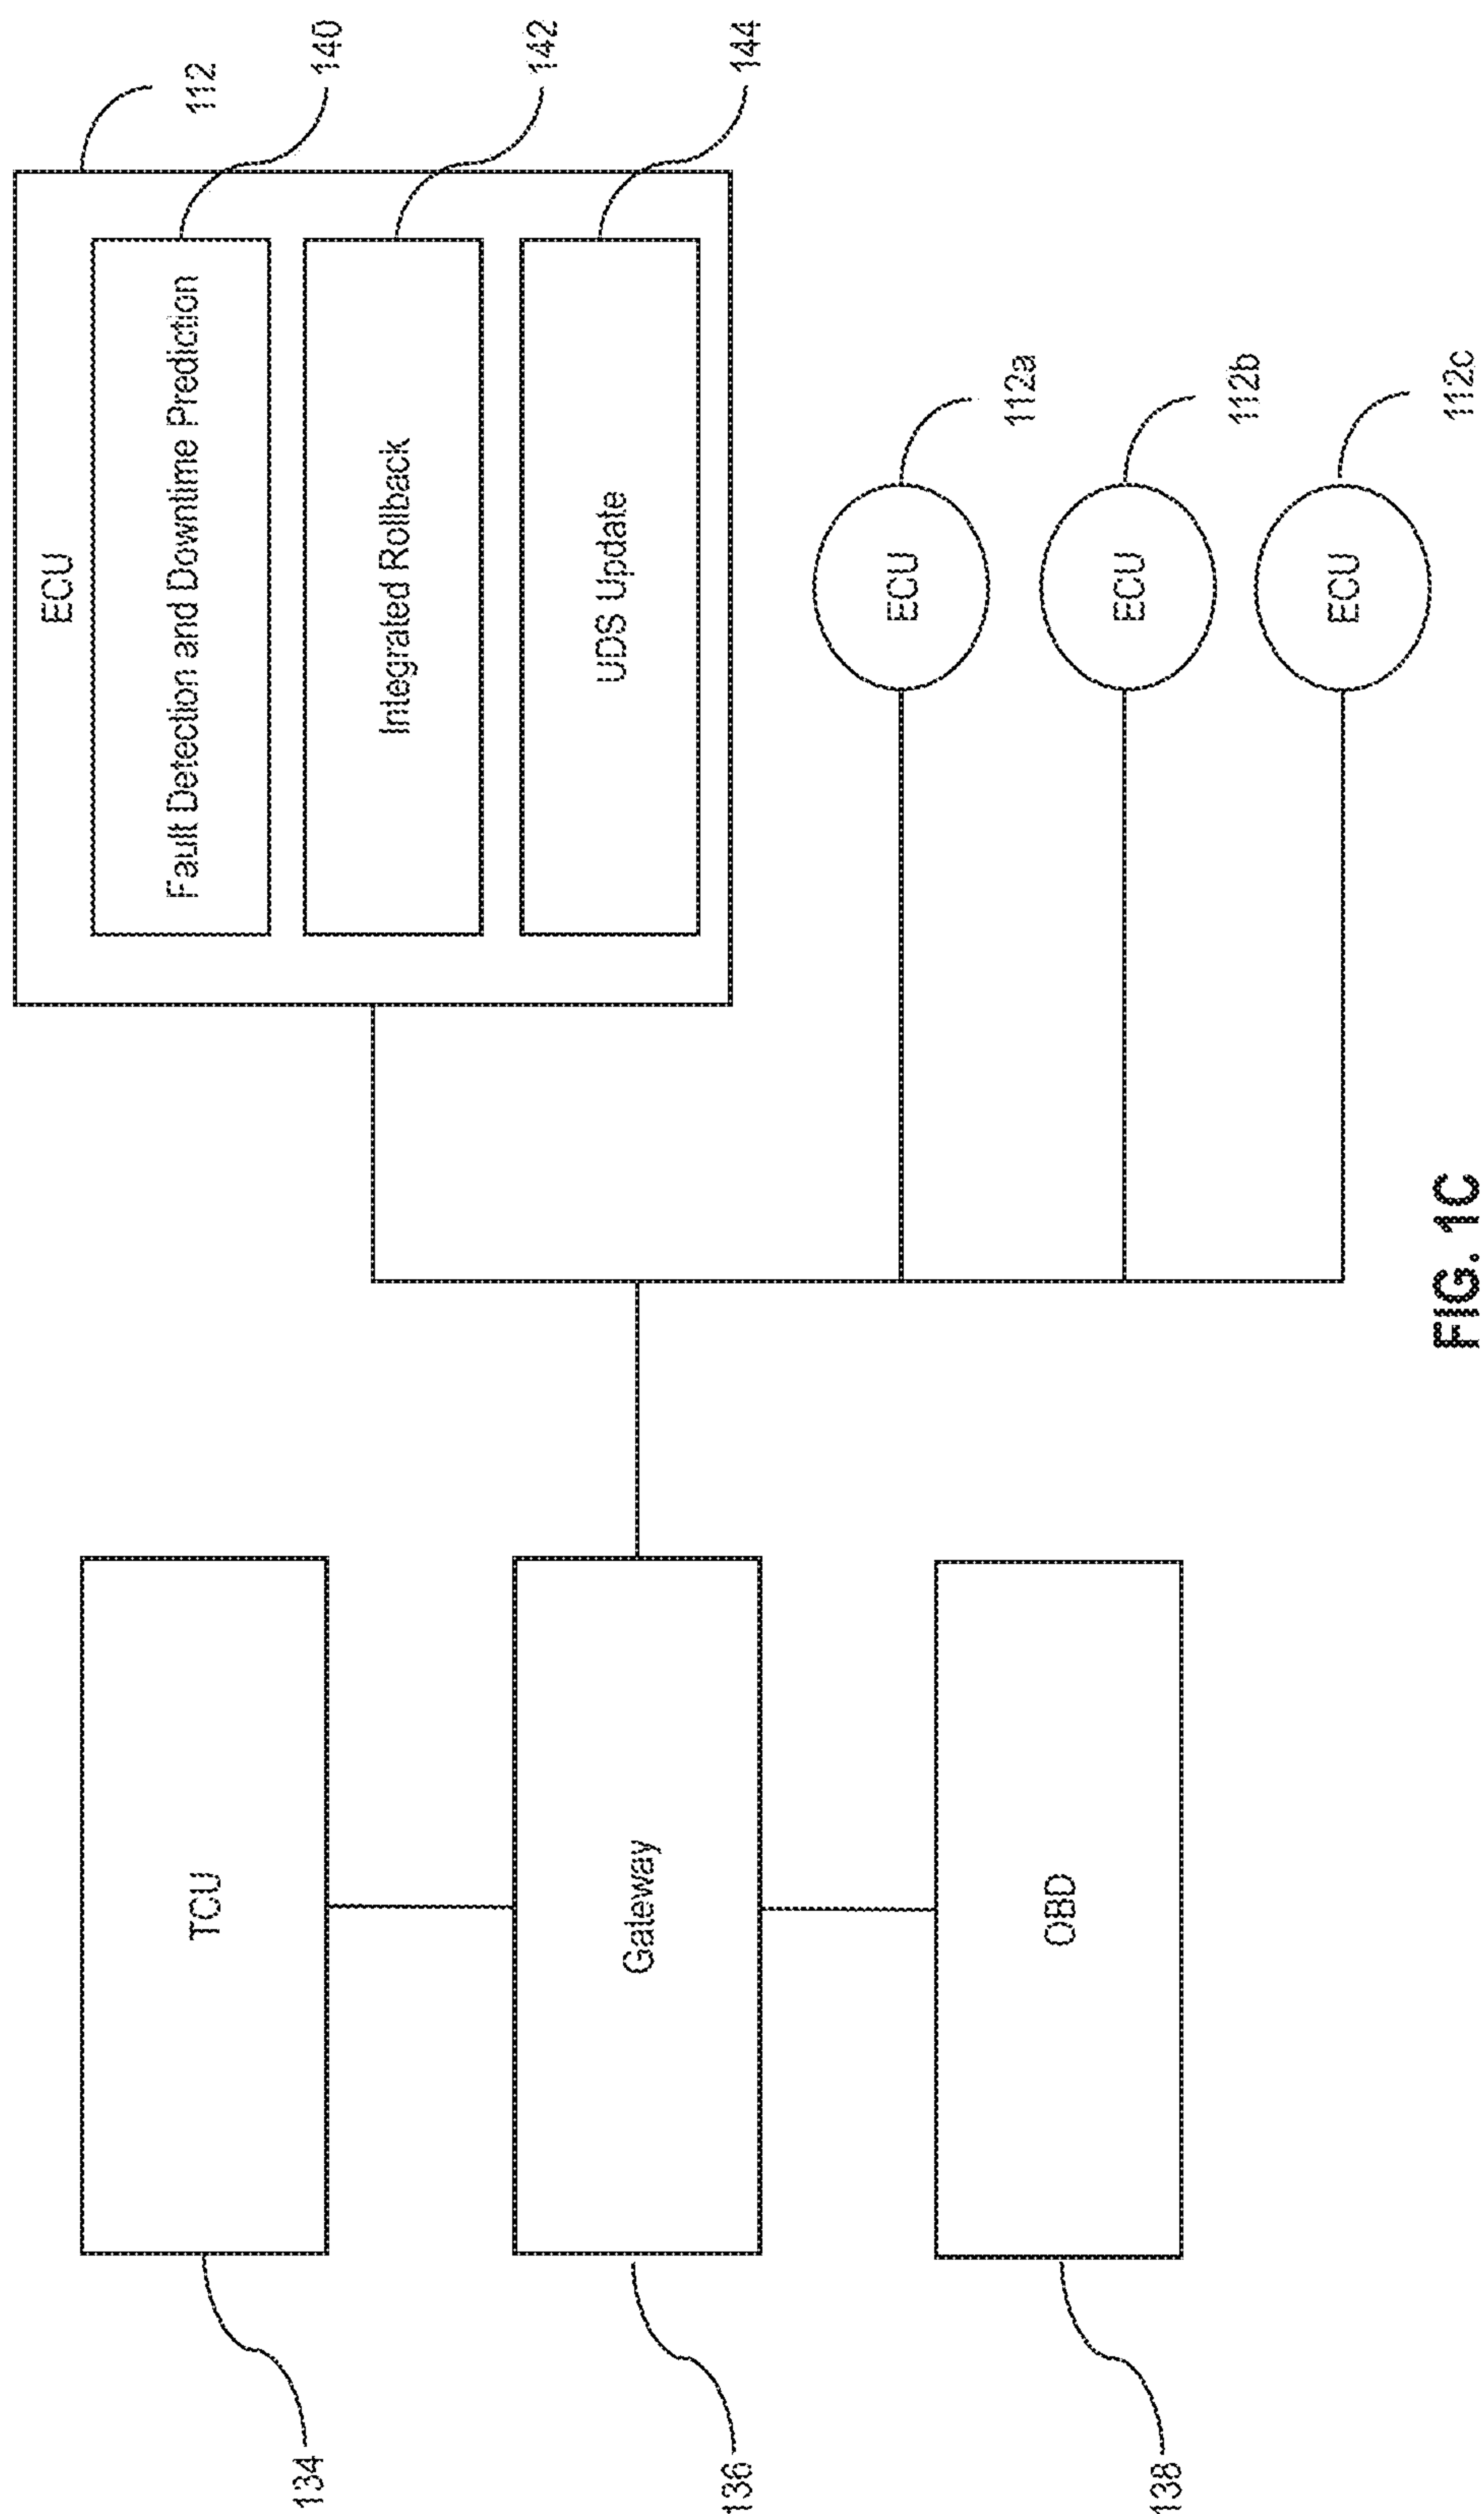 112
ECU
140
Fault Detection and Downtime Prediction
142
Integrated Rollback
144
UDS Update
134
TCU
136
Gateway
138
OBD
ECU
112a
ECU
112b
ECU
112c
FIG. 1C